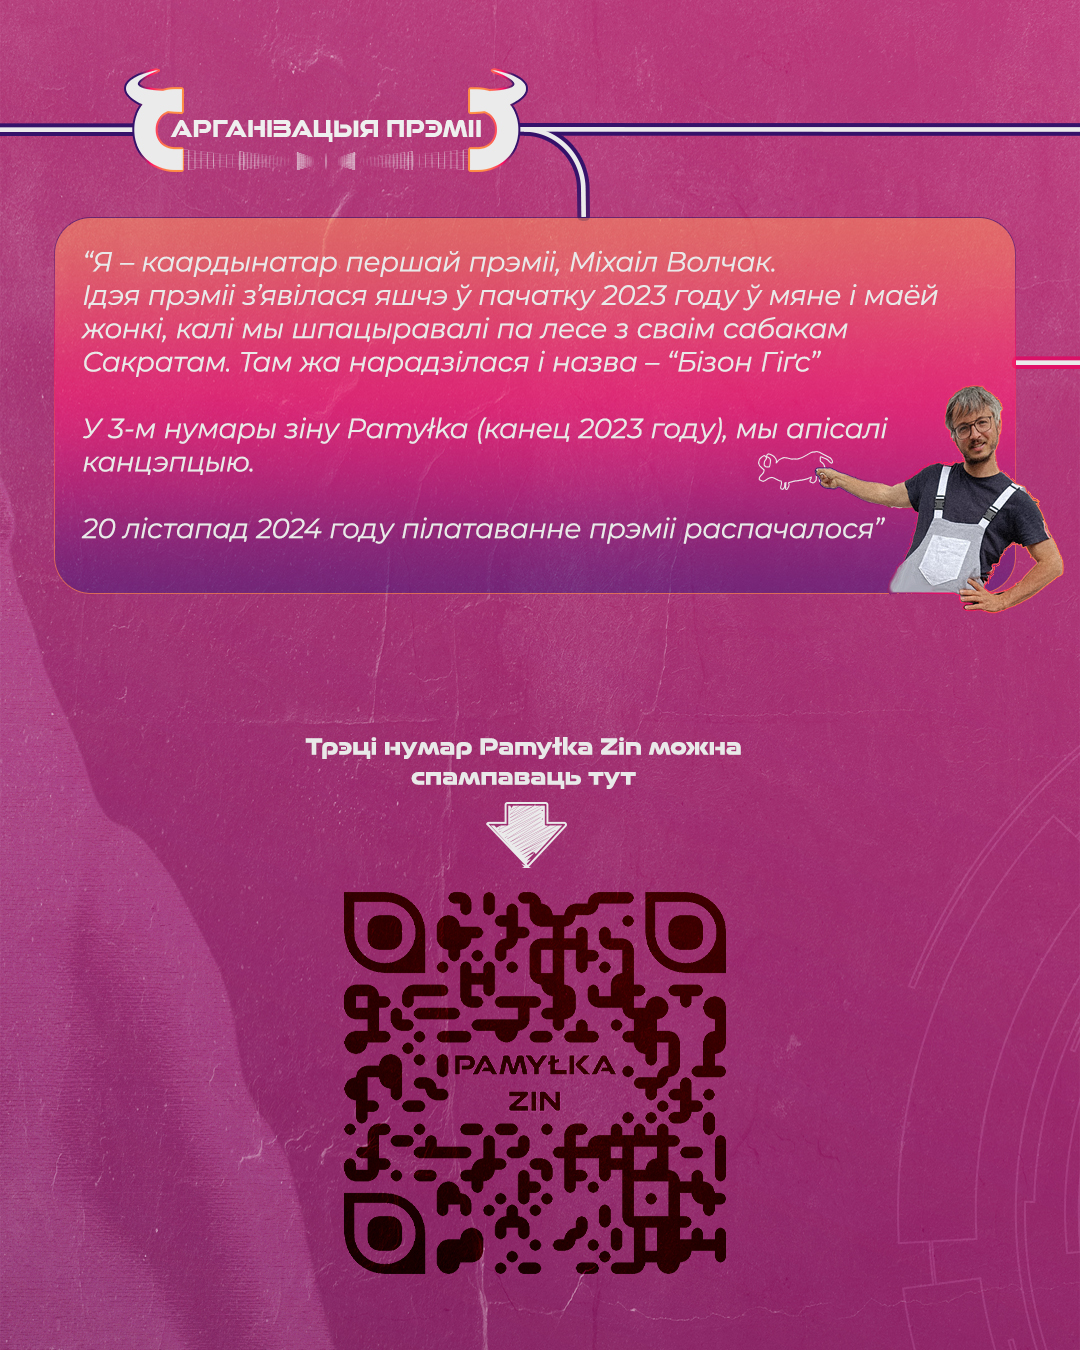 АРГАНІЗАЦЫЯ ПРЭМІІ
“Я – каардынатар першай прэміі, Міхаіл Волчак.
Ідэя прэміі з’явілася яшчэ ў пачатку 2023 году ў мяне і маёй
жонкі, калі мы шпацыравалі па лесе з сваім сабакам
Сакратам. Там жа нарадзілася і назва – “Бізон Гіґс”
У 3-м нумары зіну Pamyłka (канец 2023 году), мы апісалі
канцэпцыю.
20 лістапад 2024 году пілатаванне прэміі распачалося”
Трэці нумар Pamyłka Zin можна
спампаваць тут
PAMYŁKA
ZIN